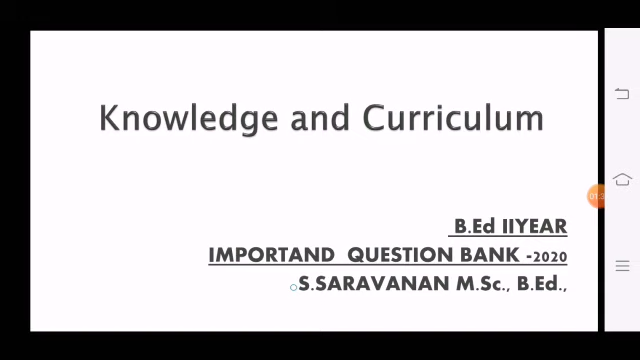 Knowledge and Curriculum
B.Ed IIYEAR
IMPORTAND QUESTION BANK -2020
S.SARAVANAN M.Sc., B.Ed.,